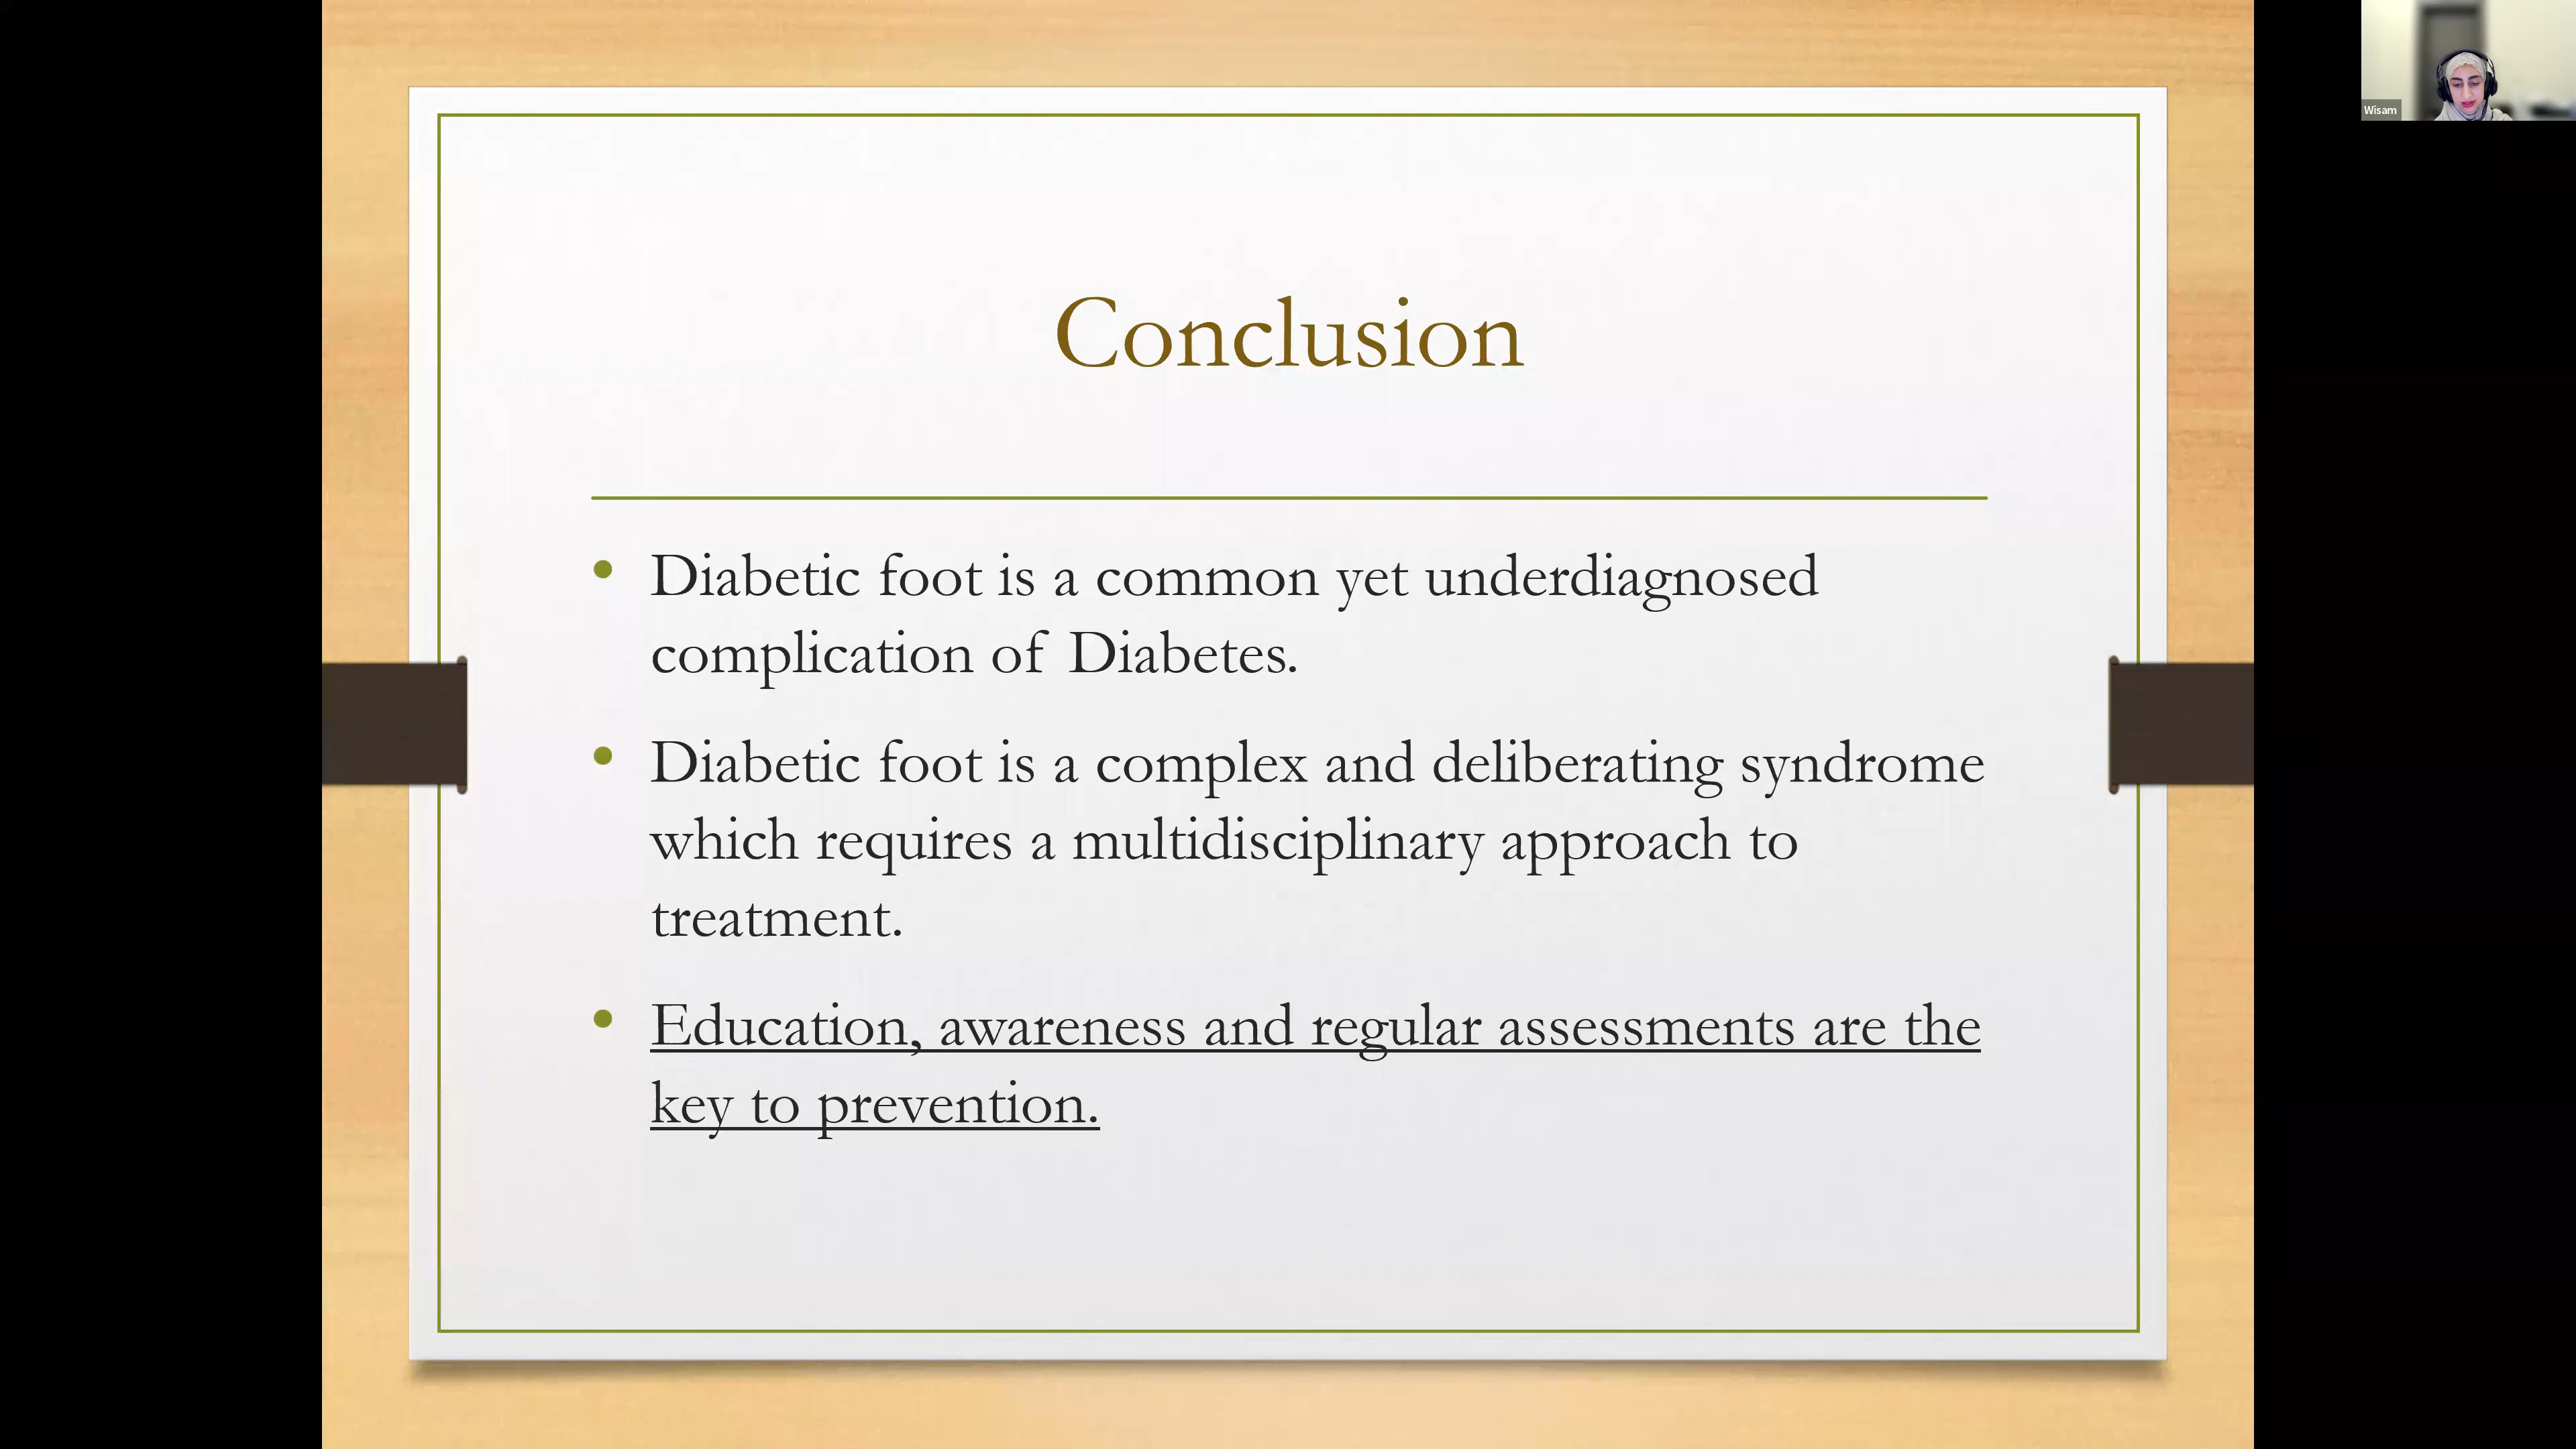 Wisam
Conclusion
• Diabetic foot is a common yet underdiagnosed
complication of Diabetes.
• Diabetic foot is a complex and deliberating syndrome
which requires a multidisciplinary approach to
treatment.
• Education, awareness and regular assessments are the
key to prevention.